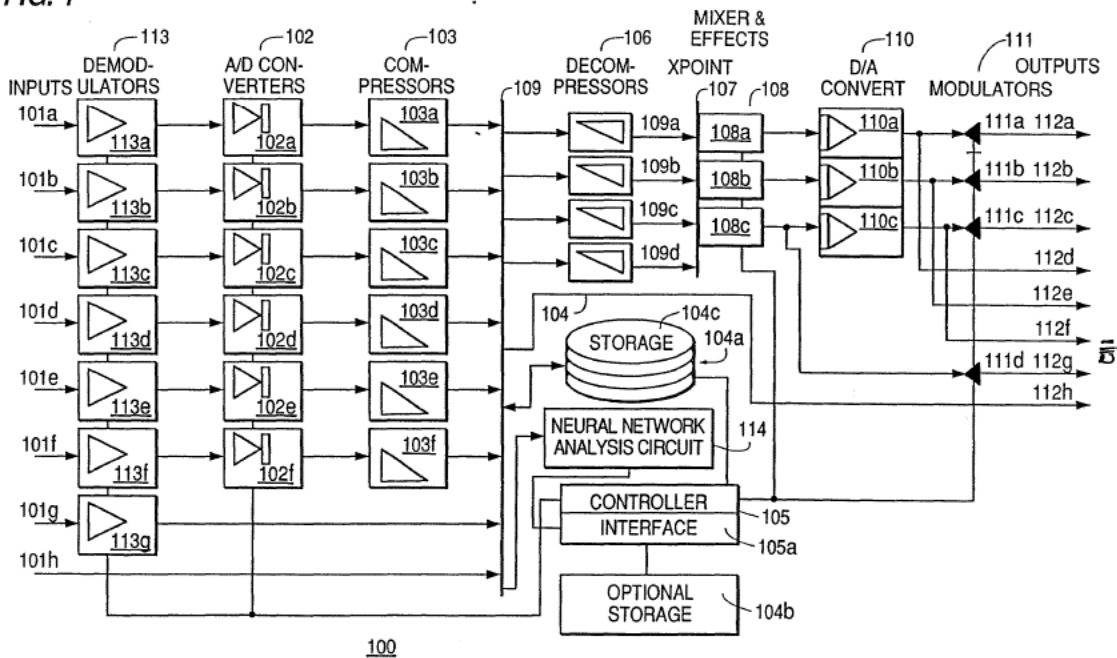 FIG. 1
MIXER &
EFFECTS
113
102
103
106
110
111
DEMOD-
ULATORS
A/D CON-
VERTERS
COM-
PRESSORS
DECOM-
PRESSORS
XPOINT
D/A
CONVERT
MODULATORS
OUTPUTS
INPUTS
109
107
108
101a
113a
102a
103a
109a
108a
110a
111a
112a
101b
113b
102b
103b
109b
108b
110b
111b
112b
101c
113c
102c
103c
109c
108c
110c
111c
112c
109d
112d
101d
113d
102d
103d
104
104c
STORAGE
104a
112e
112f
111d
112g
112h
101e
113e
102e
103e
NEURAL NETWORK
ANALYSIS CIRCUIT
114
101f
113f
102f
103f
CONTROLLER
105
INTERFACE
105a
101g
113g
101h
OPTIONAL
STORAGE
104b
100